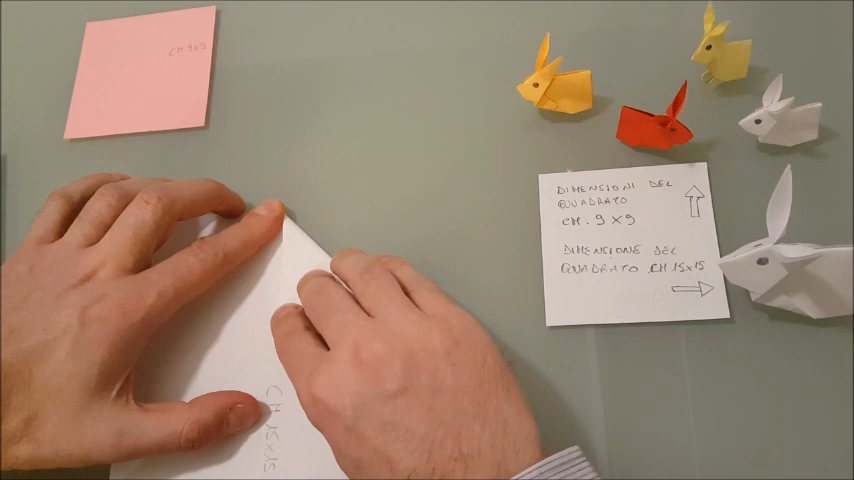 CM 9x9
DIMENSIONI DEL
QUADRATO
CM. 9 X 9
DIMENSIONE DEL
QUADRATO CM 15x15
CM 15x15